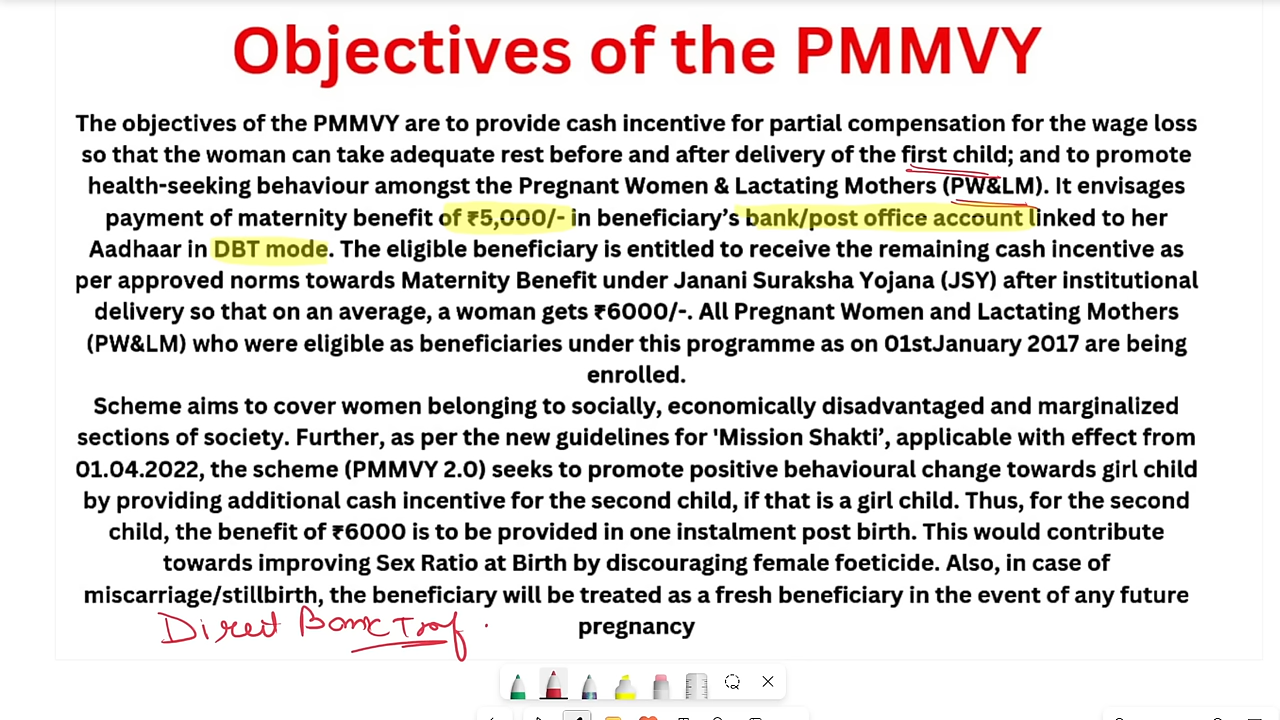 Objectives of the PMMVY
The objectives of the PMMVY are to provide cash incentive for partial compensation for the wage loss
so that the woman can take adequate rest before and after delivery of the first child; and to promote
health-seeking behaviour amongst the Pregnant Women & Lactating Mothers (PW&LM). It envisages
payment of maternity benefit of ₹5,000/- in beneficiary’s bank/post office account linked to her
Aadhaar in DBT mode. The eligible beneficiary is entitled to receive the remaining cash incentive as
per approved norms towards Maternity Benefit under Janani Suraksha Yojana (JSY) after institutional
delivery so that on an average, a woman gets ₹6000/-. All Pregnant Women and Lactating Mothers
(PW&LM) who were eligible as beneficiaries under this programme as on 01stJanuary 2017 are being
enrolled.
Scheme aims to cover women belonging to socially, economically disadvantaged and marginalized
sections of society. Further, as per the new guidelines for 'Mission Shakti’, applicable with effect from
01.04.2022, the scheme (PMMVY 2.0) seeks to promote positive behavioural change towards girl child
by providing additional cash incentive for the second child, if that is a girl child. Thus, for the second
child, the benefit of ₹6000 is to be provided in one instalment post birth. This would contribute
towards improving Sex Ratio at Birth by discouraging female foeticide. Also, in case of
miscarriage/stillbirth, the beneficiary will be treated as a fresh beneficiary in the event of any future
pregnancy
Direct